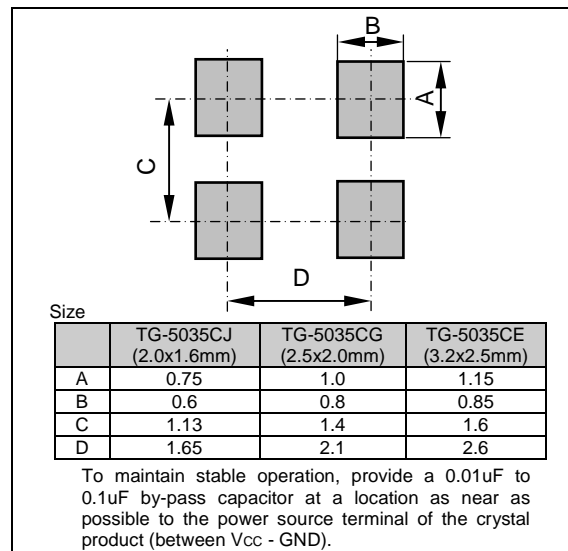 B
A
C
D
Size
TG-5035CJ TG-5035CG TG-5035CE
(2.0x1.6mm) (2.5x2.0mm) (3.2x2.5mm)
A 0.75 1.0 1.15
B 0.6 0.8 0.85
C 1.13 1.4 1.6
D 1.65 2.1 2.6
To maintain stable operation, provide a 0.01uF to
0.1uF by-pass capacitor at a location as near as
possible to the power source terminal of the crystal
product (between Vcc - GND).